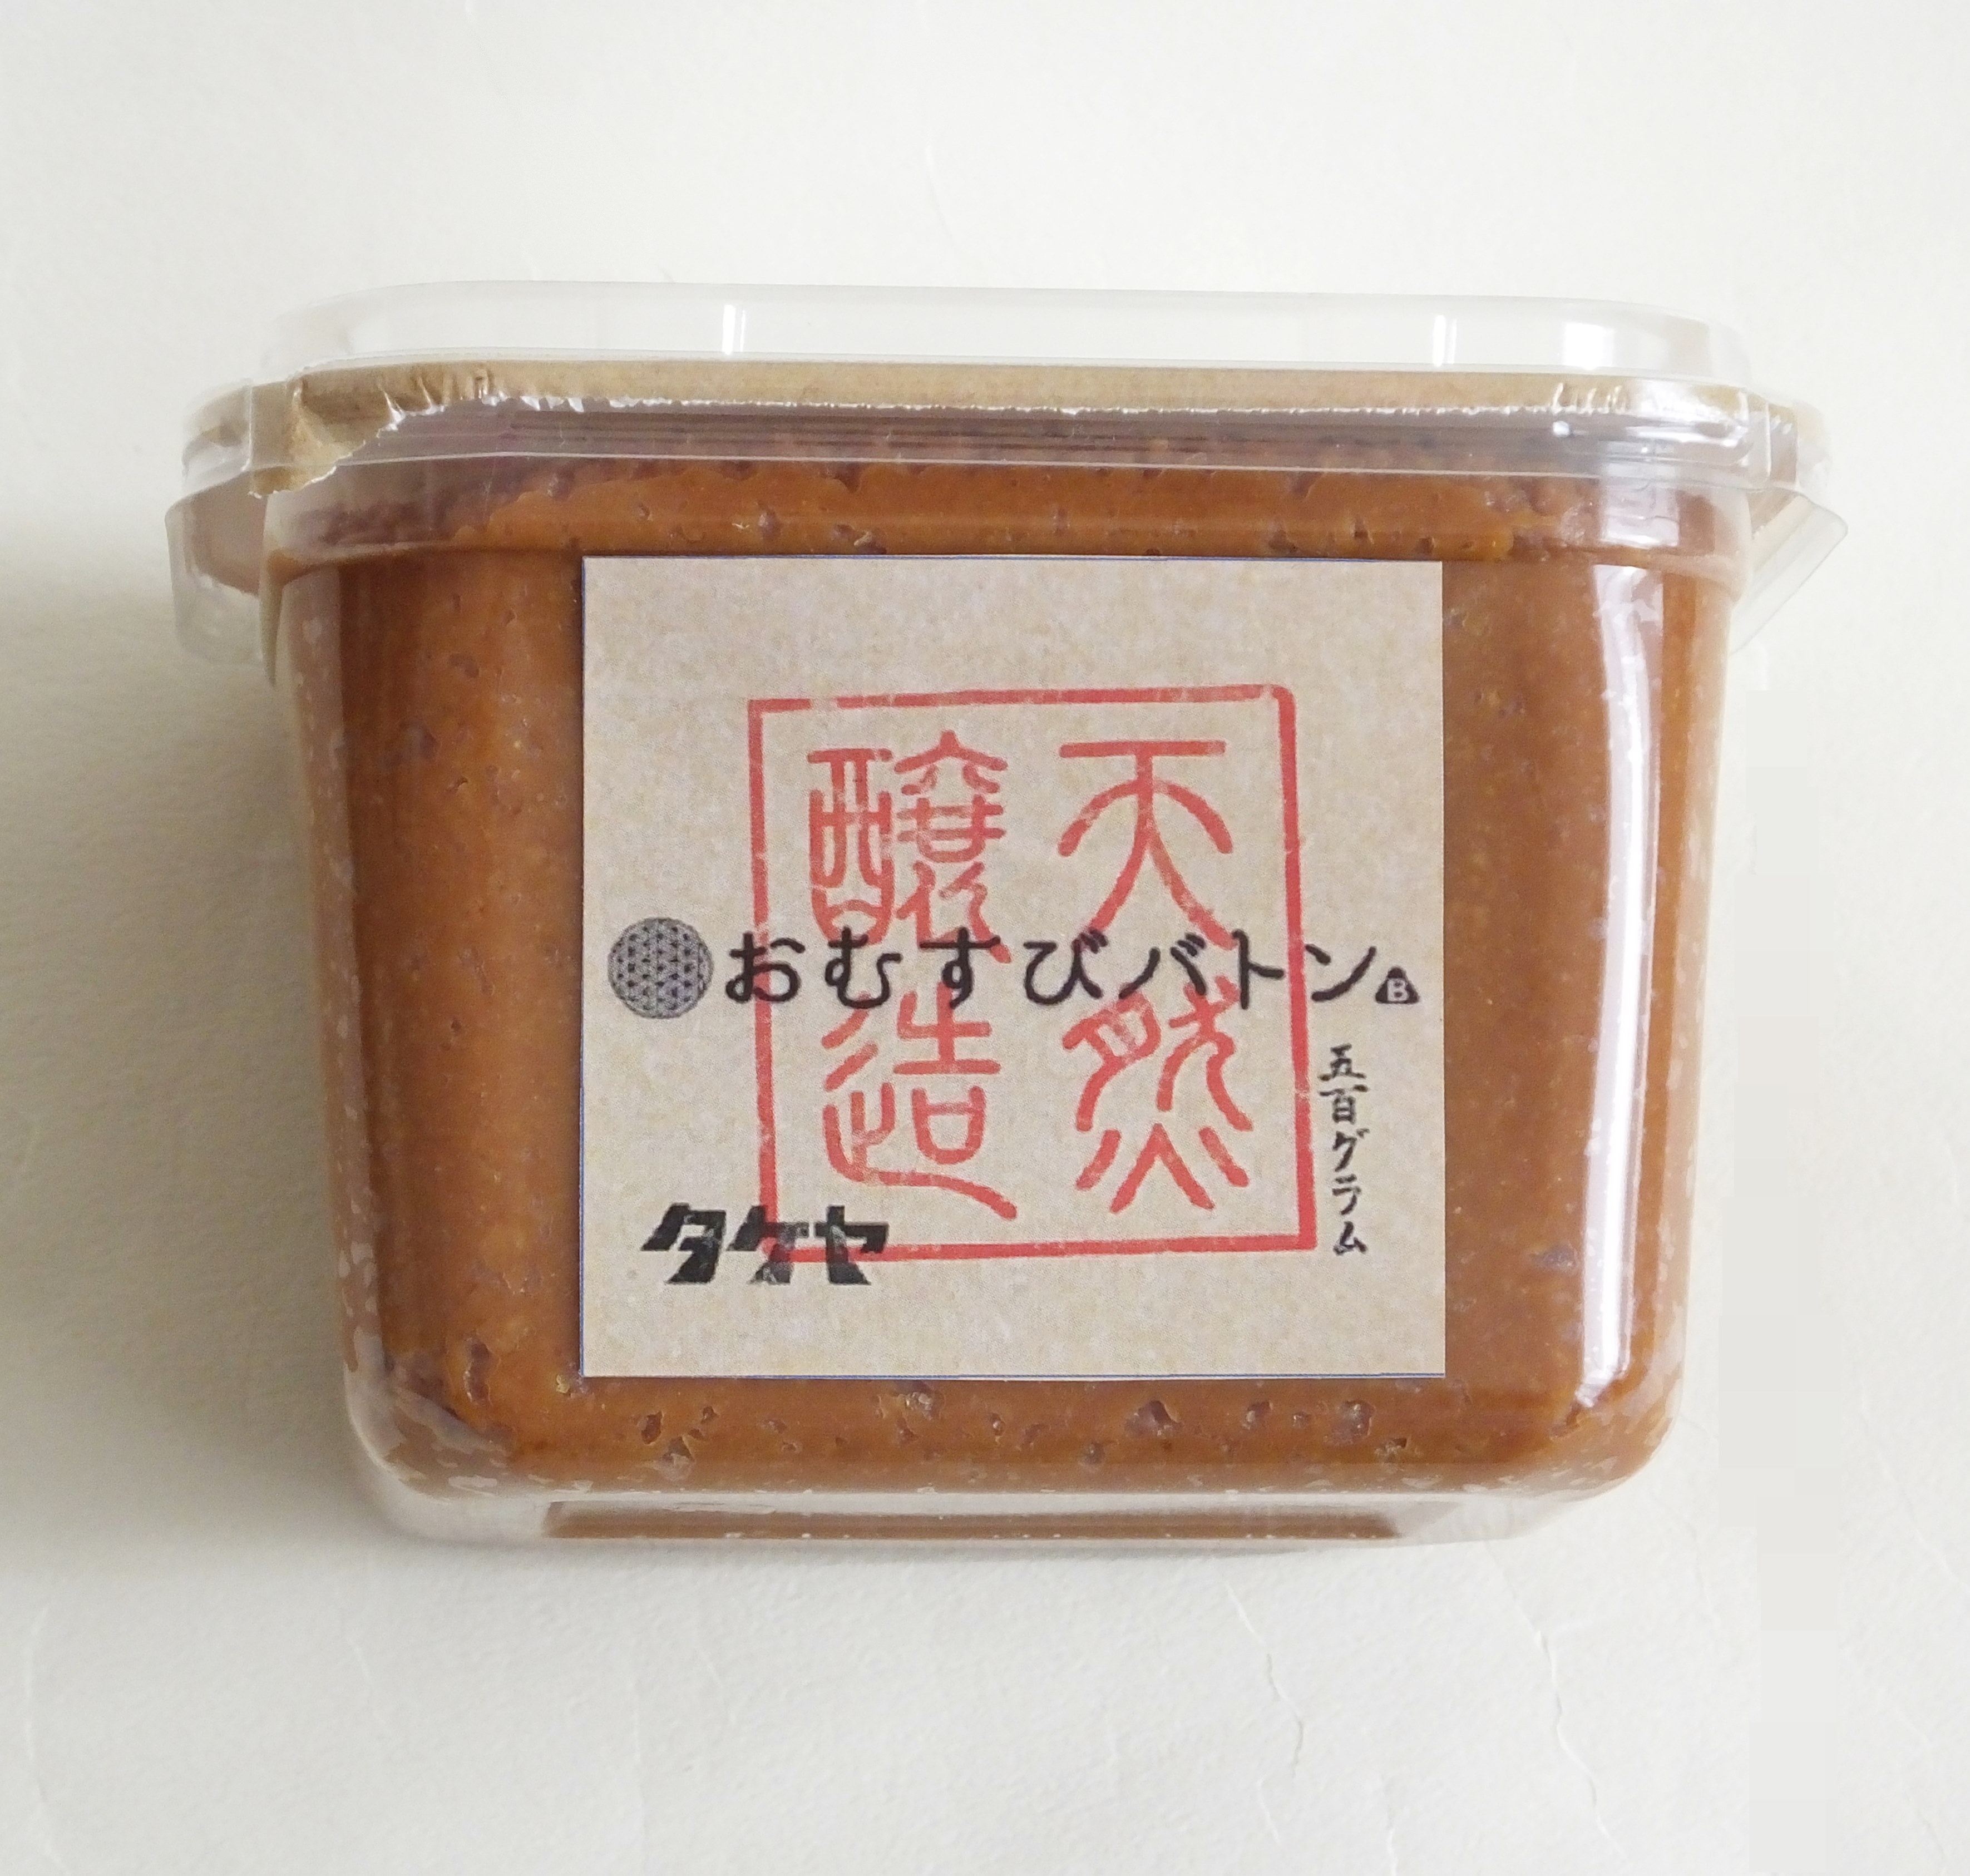 天然
醸造
おむすびバトン
B
五百グラム
タケヤ